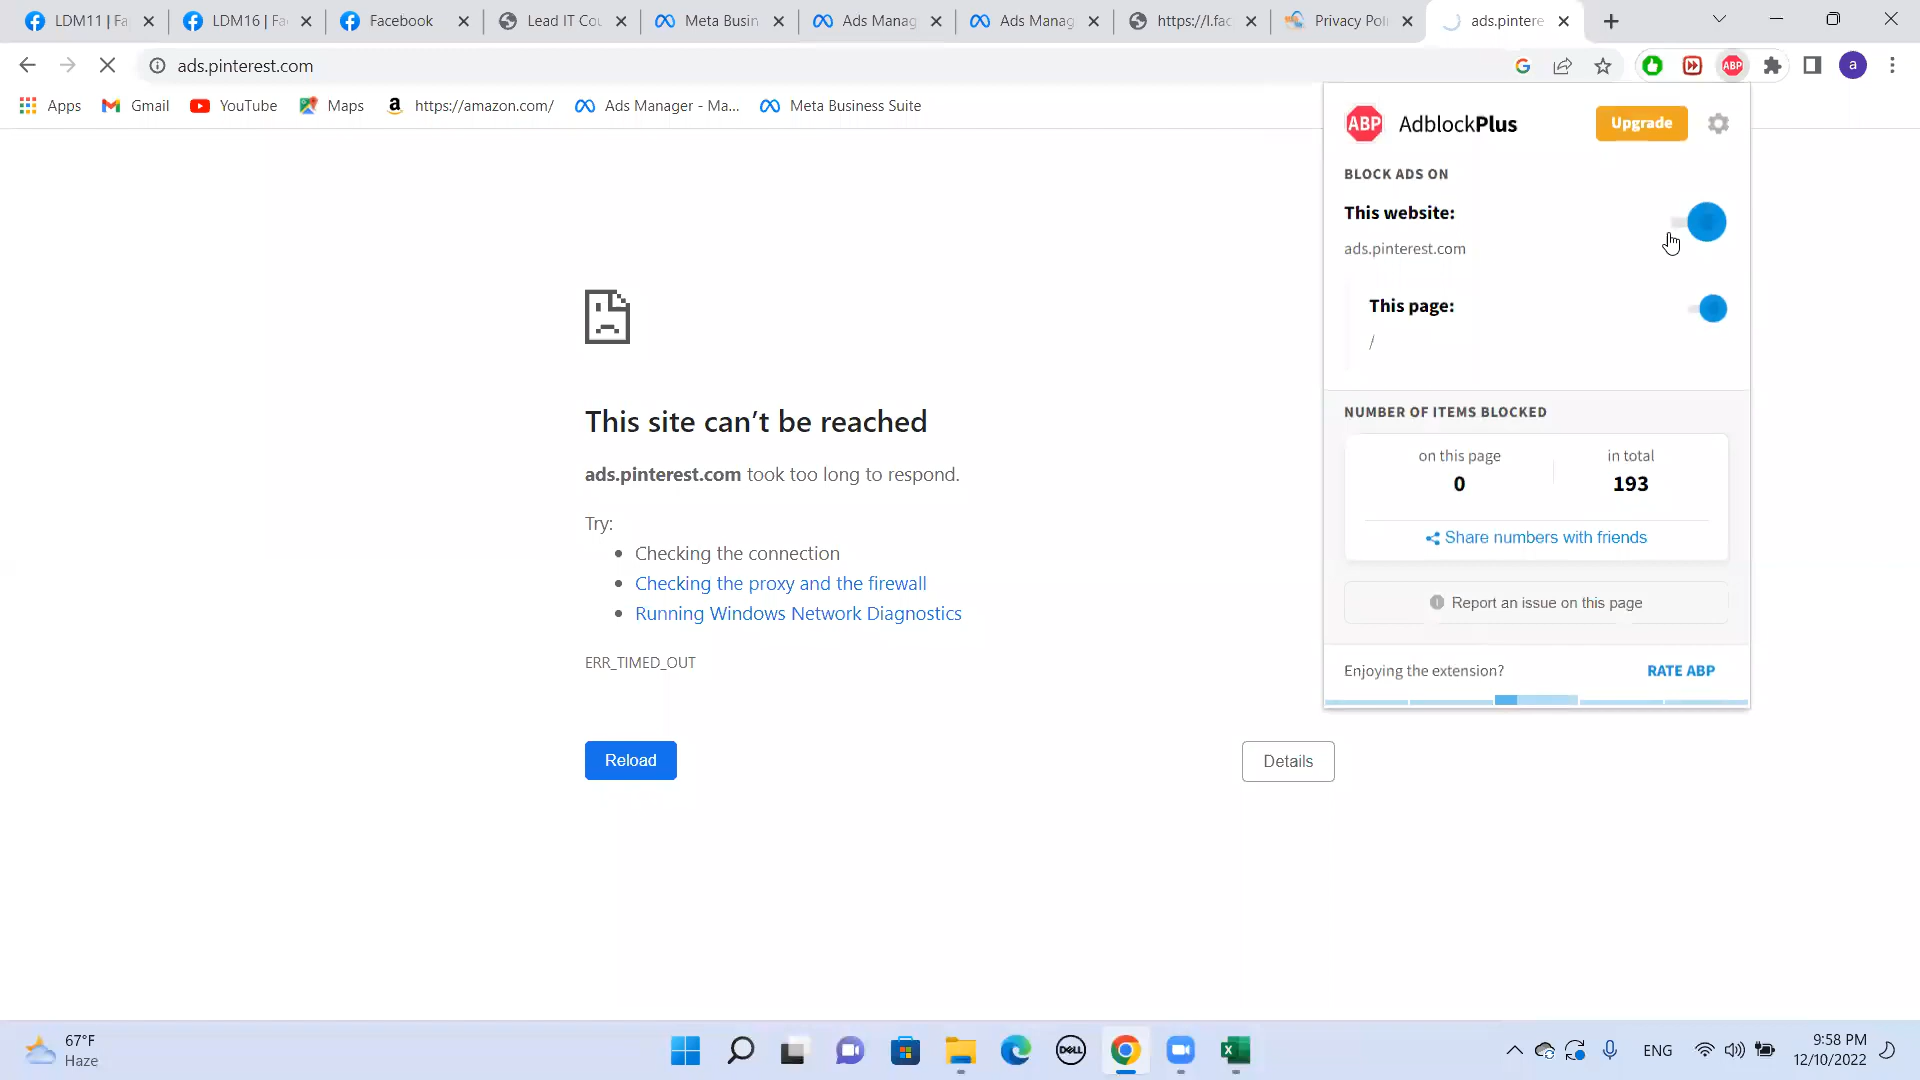 LDM11 | Fa
LDM16 | Fa
Facebook
Lead IT Cou
Meta Busin
Ads Manag
Ads Manag
https://l.fac
Privacy Poli
ads.pintere
ads.pinterest.com
ABP
a
Apps
Gmail
YouTube
Maps
https://amazon.com/
Ads Manager - Ma...
Meta Business Suite
ABP AdblockPlus
Upgrade
BLOCK ADS ON
This website:
ads.pinterest.com
This page:
/
NUMBER OF ITEMS BLOCKED
on this page
in total
0
193
Share numbers with friends
Report an issue on this page
Enjoying the extension?
RATE ABP
This site can’t be reached
ads.pinterest.com took too long to respond.
Try:
• Checking the connection
• Checking the proxy and the firewall
• Running Windows Network Diagnostics
ERR_TIMED_OUT
Reload
Details
67°F
Haze
DELL
ENG
9:58 PM
12/10/2022